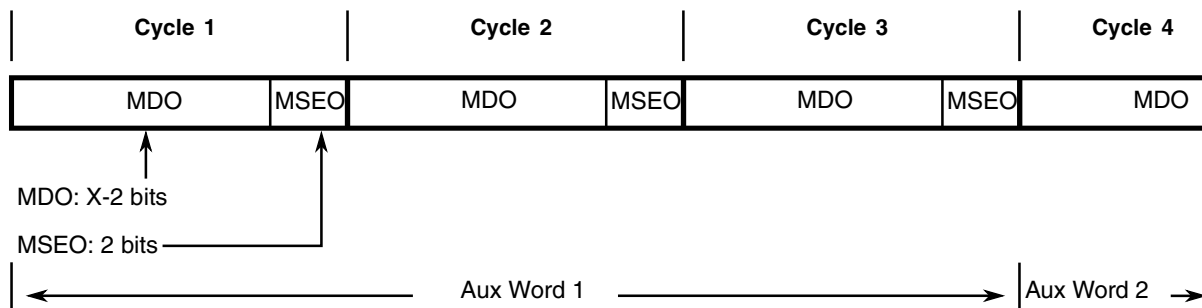 Cycle 1 Cycle 2 Cycle 3 Cycle 4
MDO MSEO MDO MSEO MDO MSEO MDO
MDO: X-2 bits
MSEO: 2 bits
Aux Word 1 Aux Word 2